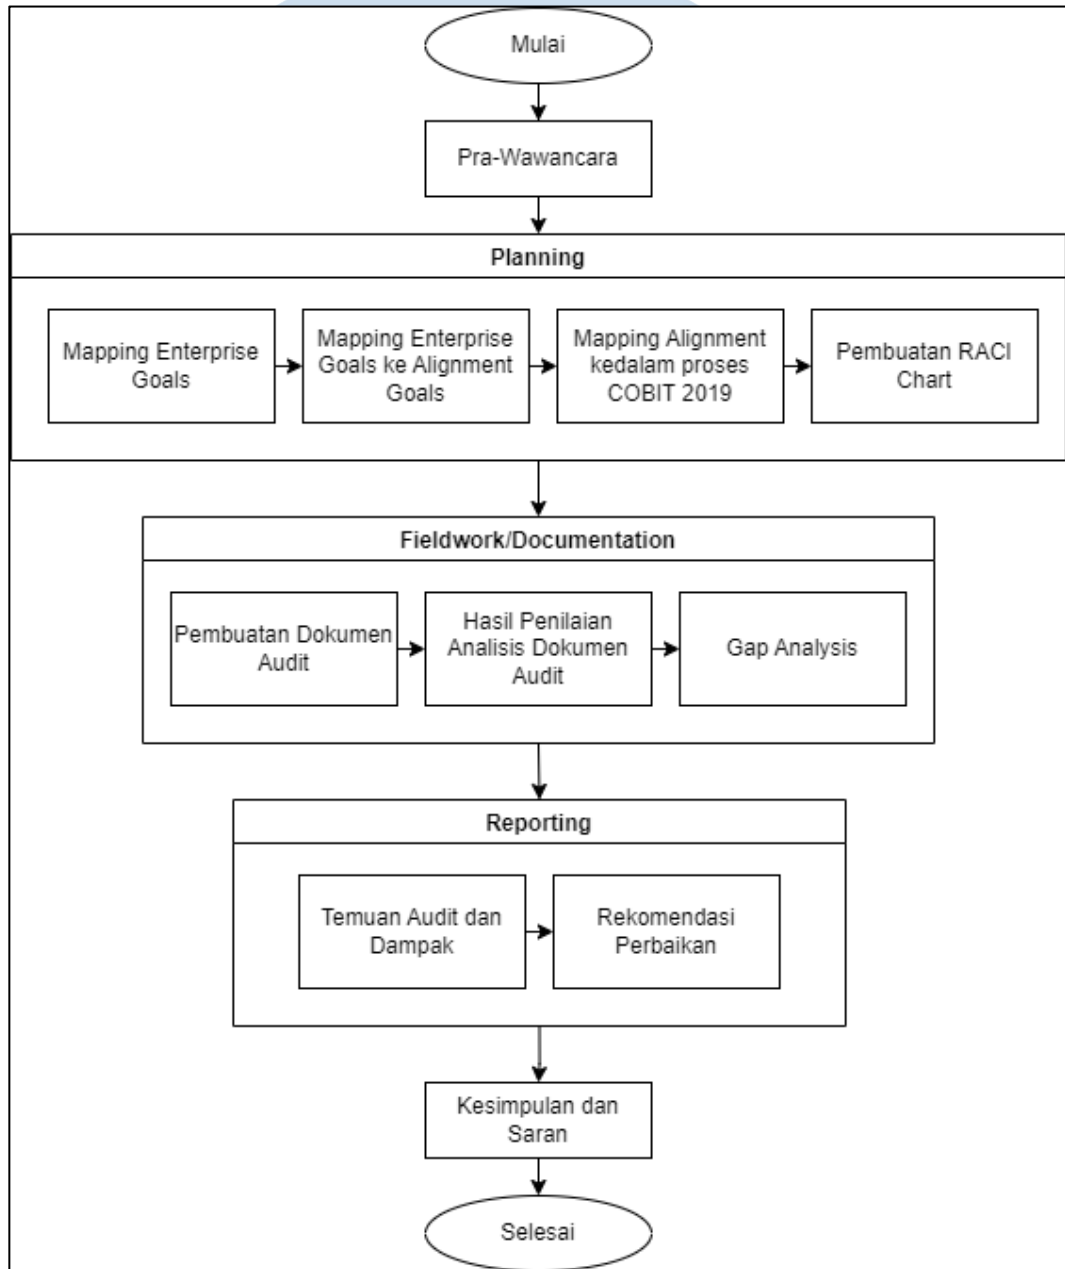 Mulai
Pra-Wawancara
Planning
Mapping Enterprise
Goals
Mapping Enterprise
Goals ke Alignment
Goals
Mapping Alignment
kedalam proses
COBIT 2019
Pembuatan RACI
Chart
Fieldwork/Documentation
Pembuatan Dokumen
Audit
Hasil Penilaian
Analisis Dokumen
Audit
Gap Analysis
Reporting
Temuan Audit dan
Dampak
Rekomendasi
Perbaikan
Kesimpulan dan
Saran
Selesai